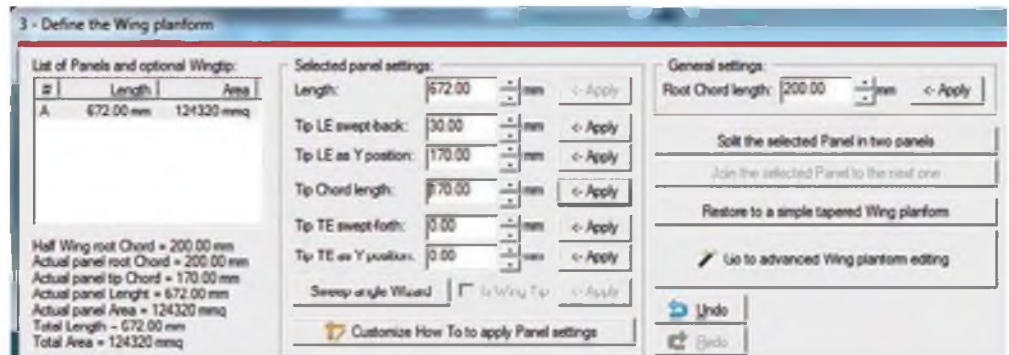 3 - Define the Wing planform
List of Panels and optional Wingtip:
# Length Area
A 672.00 mm 124320 mmq
Half Wing root Chord = 200.00 mm
Actual panel root Chord = 200.00 mm
Actual panel tip Chord = 170.00 mm
Actual panel Lenght = 672.00 mm
Actual panel Area = 124320 mmq
Total Length = 672.00 mm
Total Area = 124320 mmq
Selected panel settings:
Length: 672.00 mm <- Apply
Tip LE swept-back: 30.00 mm <- Apply
Tip LE as Y position: 170.00 mm <- Apply
Tip Chord length: 170.00 mm <- Apply
Tip TE swept-forth: 0.00 mm <- Apply
Tip TE as Y position: 0.00 mm <- Apply
Sweep angle Wizard Is Wing Tip <- Apply
Customize How To to apply Panel settings
General settings:
Root Chord length: 200.00 mm <- Apply
Split the selected Panel in two panels
Join the selected Panel to the next one
Restore to a simple tapered Wing planform
Go to advanced Wing planform editing
Undo
Redo